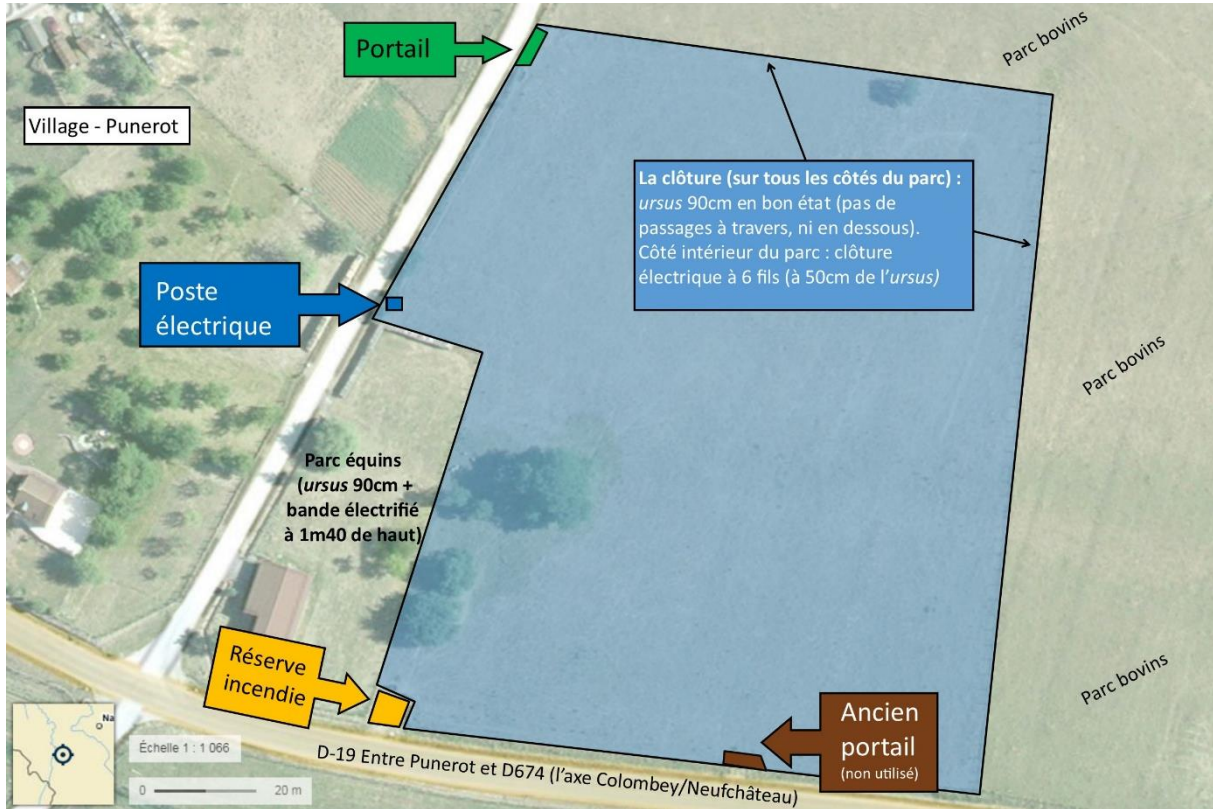 Portail
Parc bovins
Village - Punerot
La clôture (sur tous les côtés du parc) :
ursus 90cm en bon état (pas de
passages à travers, ni en dessous).
Côté intérieur du parc : clôture
électrique à 6 fils (à 50cm de l'ursus)
Poste
électrique
Parc bovins
Parc équins
(ursus 90cm +
bande électrifié
à 1m40 de haut)
Réserve
incendie
Parc bovins
Ancien
portail
(non utilisé)
Na
Échelle 1 : 1 066
0 20 m
D-19 Entre Punerot et D674 (l'axe Colombey/Neufchâteau)